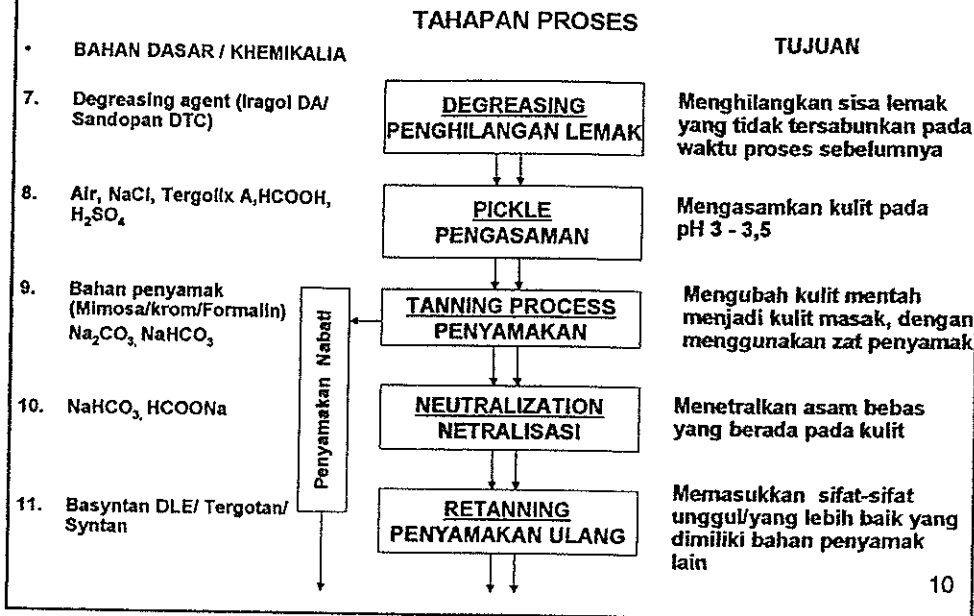 TAHAPAN PROSES
• BAHAN DASAR / KHEMIKALIA
TUJUAN
7. Degreasing agent (Iragol DA/
Sandopan DTC)
DEGREASING
PENGHILANGAN LEMAK
Menghilangkan sisa lemak
yang tidak tersabunkan pada
waktu proses sebelumnya
8. Air, NaCl, Tergolix A,HCOOH,
H₂SO₄
PICKLE
PENGASAMAN
Mengasamkan kulit pada
pH 3 - 3,5
9. Bahan penyamak
(Mimosa/krom/Formalin)
Na₂CO₃, NaHCO₃
Penyamakan Nabati
TANNING PROCESS
PENYAMAKAN
Mengubah kulit mentah
menjadi kulit masak, dengan
menggunakan zat penyamak
10. NaHCO₃, HCOONa
NEUTRALIZATION
NETRALISASI
Menetralkan asam bebas
yang berada pada kulit
11. Basyntan DLE/ Tergotan/
Syntan
RETANNING
PENYAMAKAN ULANG
Memasukkan sifat-sifat
unggul/yang lebih baik yang
dimiliki bahan penyamak
lain
10